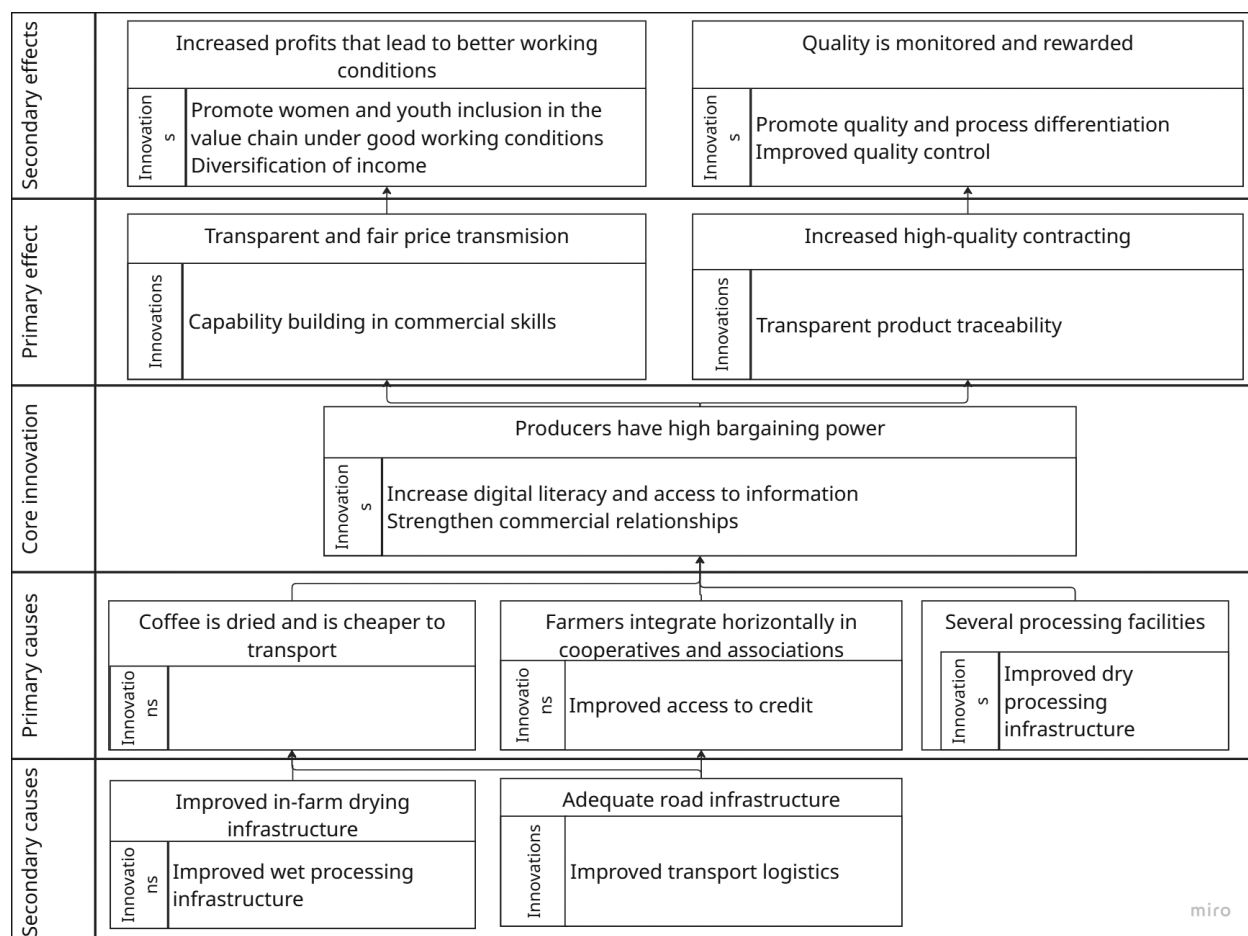 Secondary effects
Increased profits that lead to better working
conditions
Innovation
s
Promote women and youth inclusion in the
value chain under good working conditions
Diversification of income
Quality is monitored and rewarded
Innovation
s
Promote quality and process differentiation
Improved quality control
Primary effect
Transparent and fair price transmision
Innovations
Capability building in commercial skills
Increased high-quality contracting
Innovations
Transparent product traceability
Core innovation
Producers have high bargaining power
Innovation
s
Increase digital literacy and access to information
Strengthen commercial relationships
Primary causes
Coffee is dried and is cheaper to
transport
Innovatio
ns
Farmers integrate horizontally in
cooperatives and associations
Innovatio
ns
Improved access to credit
Several processing facilities
Innovation
s
Improved dry
processing
infrastructure
Secondary causes
Improved in-farm drying
infrastructure
Innovatio
ns
Improved wet processing
infrastructure
Adequate road infrastructure
Innovations
Improved transport logistics
miro